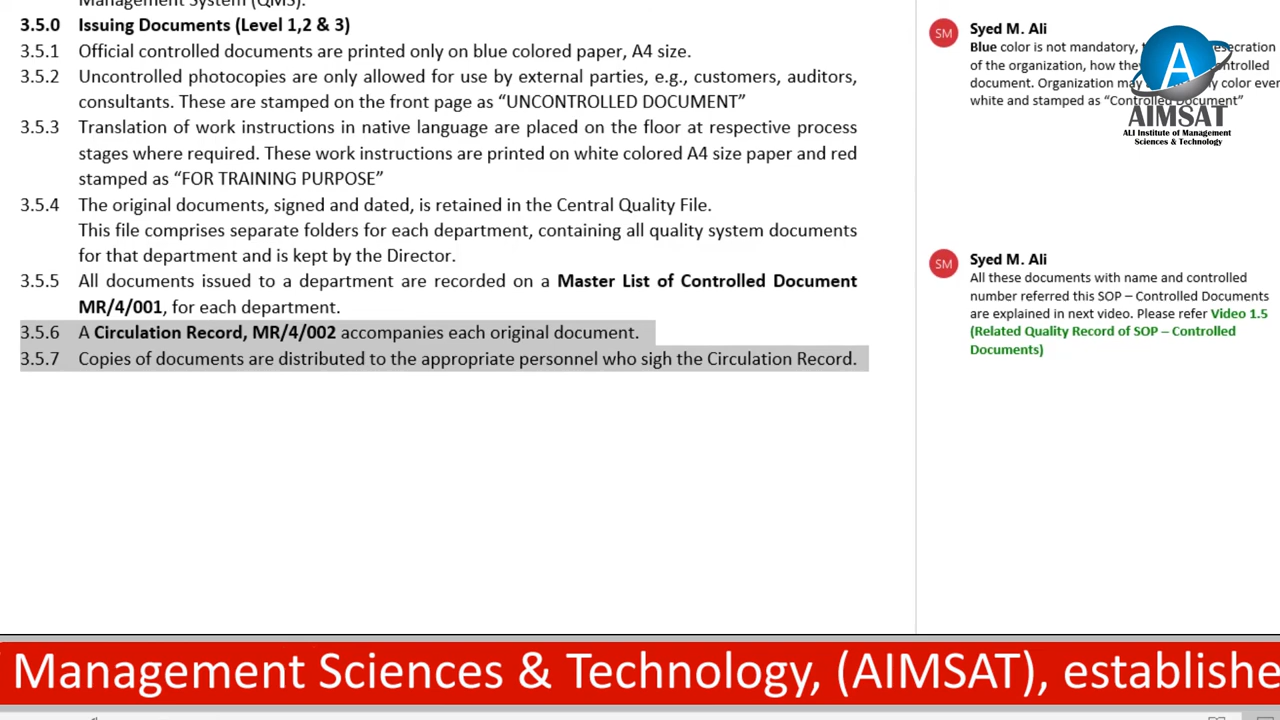 Management System (QMS)
3.5.0 Issuing Documents (Level 1,2 & 3)
3.5.1 Official controlled documents are printed only on blue colored paper, A4 size.
3.5.2 Uncontrolled photocopies are only allowed for use by external parties, e.g., customers, auditors,
consultants. These are stamped on the front page as “UNCONTROLLED DOCUMENT”
3.5.3 Translation of work instructions in native language are placed on the floor at respective process
stages where required. These work instructions are printed on white colored A4 size paper and red
stamped as “FOR TRAINING PURPOSE”
3.5.4 The original documents, signed and dated, is retained in the Central Quality File.
This file comprises separate folders for each department, containing all quality system documents
for that department and is kept by the Director.
3.5.5 All documents issued to a department are recorded on a Master List of Controlled Document
MR/4/001, for each department.
3.5.6 A Circulation Record, MR/4/002 accompanies each original document.
3.5.7 Copies of documents are distributed to the appropriate personnel who sigh the Circulation Record.
SM Syed M. Ali
Blue color is not mandatory, esecration
of the organization, how they ntrolled
document. Organization may color even
white and stamped as “Controlled Document”
A
AIMSAT
ALI Institute of Management
Sciences & Technology
SM Syed M. Ali
All these documents with name and controlled
number referred this SOP – Controlled Documents
are explained in next video. Please refer Video 1.5
(Related Quality Record of SOP – Controlled
Documents)
Management Sciences & Technology, (AIMSAT), establishe